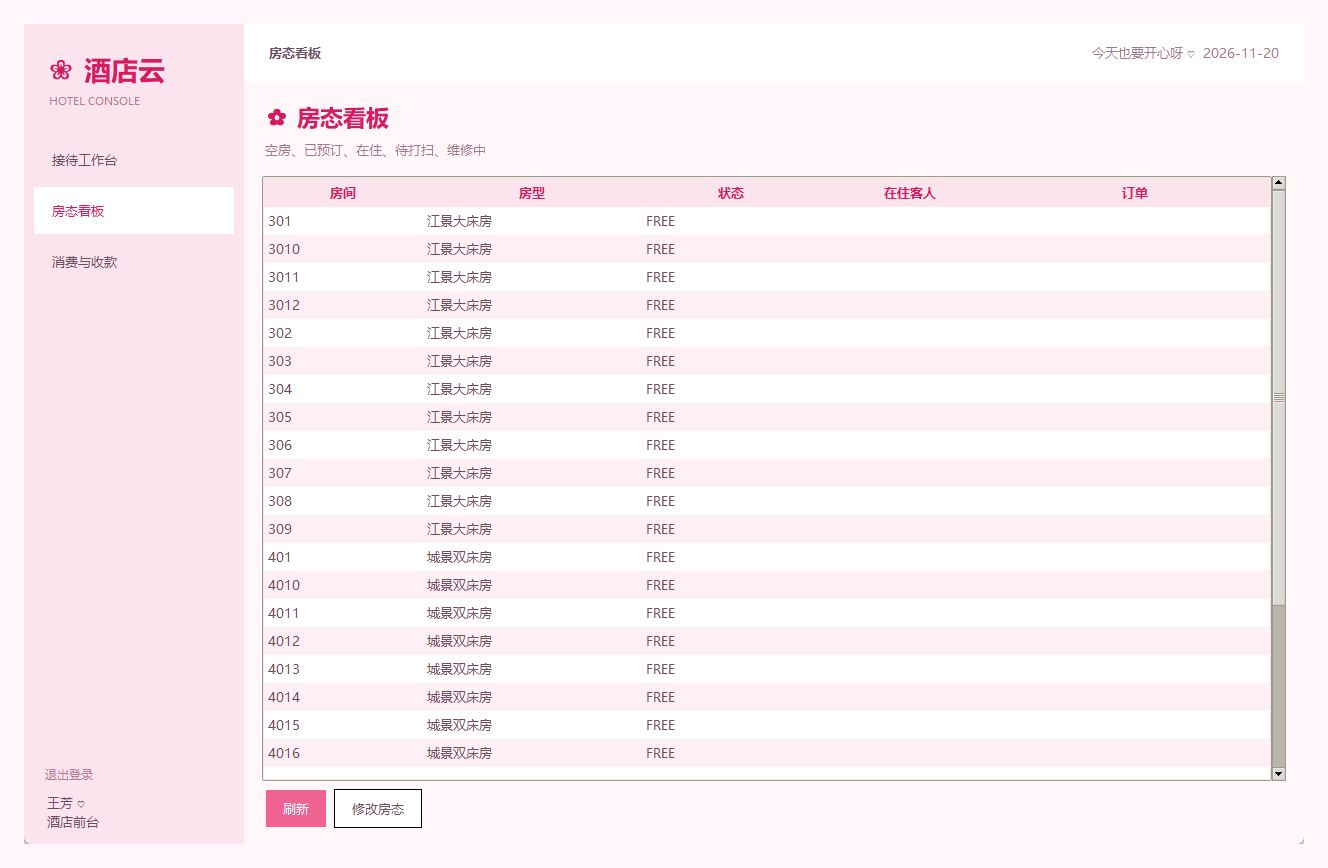 ❀ 酒店云
HOTEL CONSOLE
接待工作台
房态看板
消费与收款
退出登录
王芳 ♡
酒店前台
房态看板
今天也要开心呀 ♡ 2026-11-20
✿ 房态看板
空房、已预订、在住、待打扫、维修中
房间 房型 状态 在住客人 订单
301 江景大床房 FREE
3010 江景大床房 FREE
3011 江景大床房 FREE
3012 江景大床房 FREE
302 江景大床房 FREE
303 江景大床房 FREE
304 江景大床房 FREE
305 江景大床房 FREE
306 江景大床房 FREE
307 江景大床房 FREE
308 江景大床房 FREE
309 江景大床房 FREE
401 城景双床房 FREE
4010 城景双床房 FREE
4011 城景双床房 FREE
4012 城景双床房 FREE
4013 城景双床房 FREE
4014 城景双床房 FREE
4015 城景双床房 FREE
4016 城景双床房 FREE
刷新 修改房态